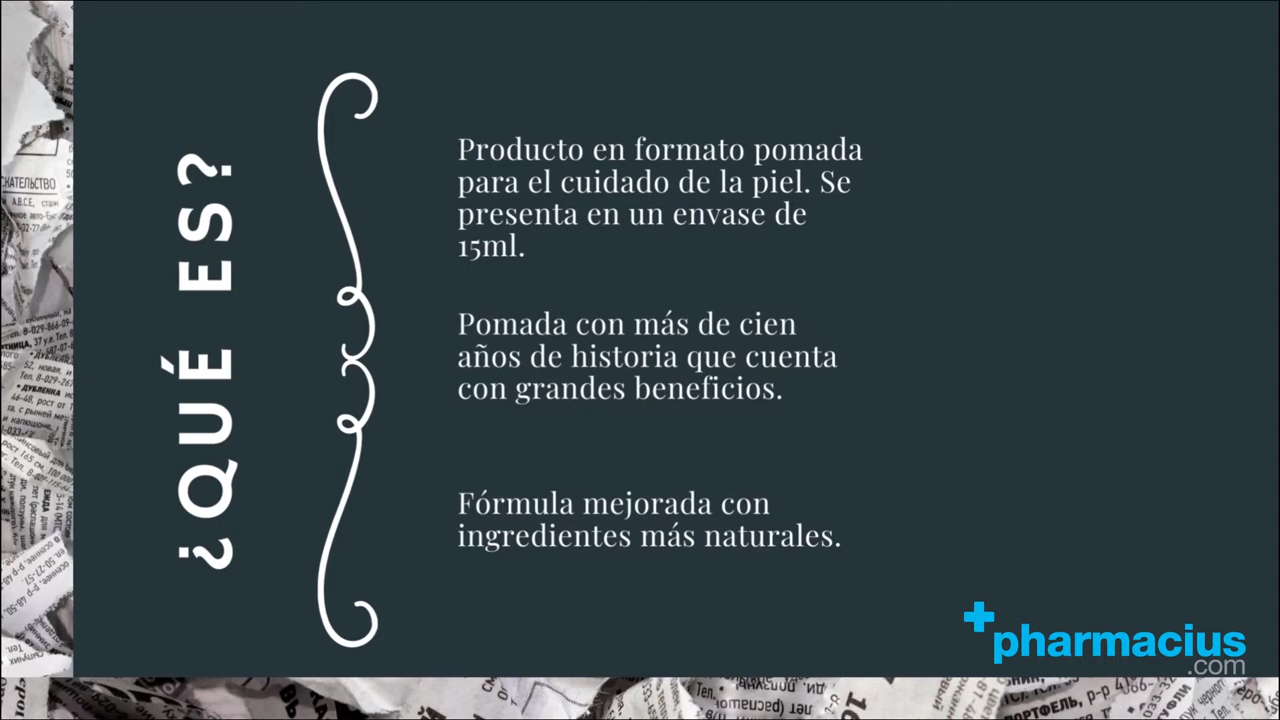 ¿QUÉ ES?
Producto en formato pomada
para el cuidado de la piel. Se
presenta en un envase de
15ml.
Pomada con más de cien
años de historia que cuenta
con grandes beneficios.
Fórmula mejorada con
ingredientes más naturales.
pharmacius
.com